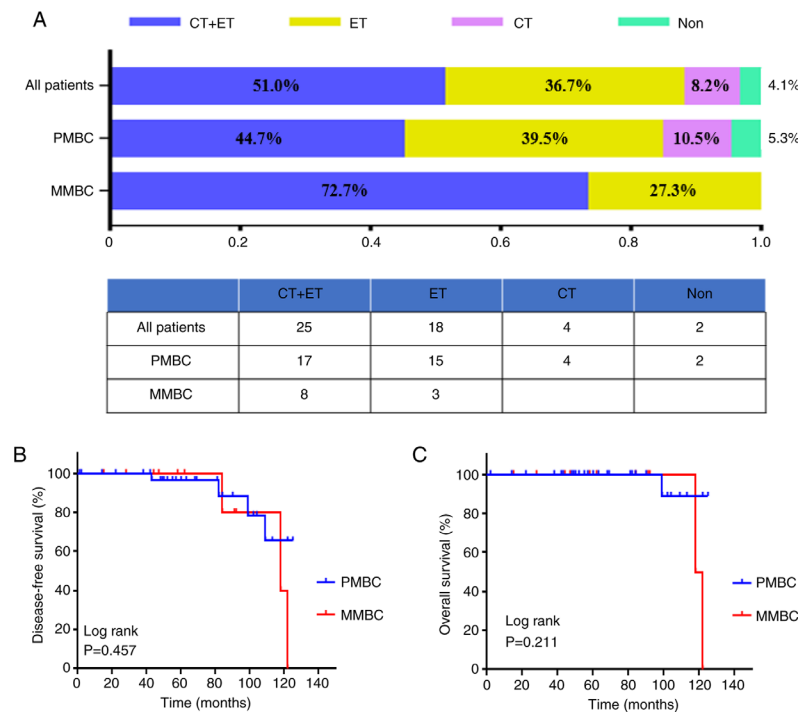 A
CT+ET ET CT Non
All patients 51.0% 36.7% 8.2% 4.1%
PMBC 44.7% 39.5% 10.5% 5.3%
MMBC 72.7% 27.3%
0 0.2 0.4 0.6 0.8 1.0
CT+ET ET CT Non
All patients 25 18 4 2
PMBC 17 15 4 2
MMBC 8 3
B
Disease-free survival (%)
100
80
60
40
20
0
PMBC
MMBC
Log rank
P=0.457
0 20 40 60 80 100 120 140
Time (months)
C
Overall survival (%)
100
80
60
40
20
0
PMBC
MMBC
Log rank
P=0.211
0 20 40 60 80 100 120 140
Time (months)